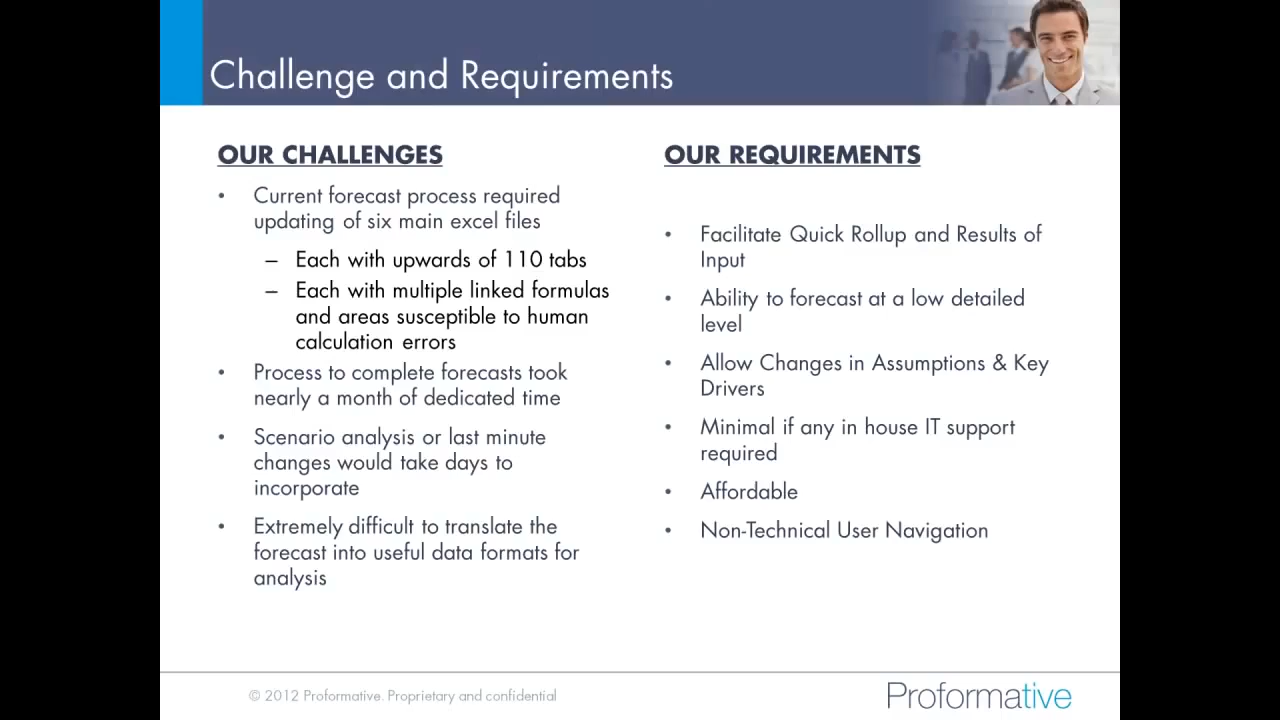 Challenge and Requirements
OUR CHALLENGES
• Current forecast process required
updating of six main excel files
– Each with upwards of 110 tabs
– Each with multiple linked formulas
and areas susceptible to human
calculation errors
• Process to complete forecasts took
nearly a month of dedicated time
• Scenario analysis or last minute
changes would take days to
incorporate
• Extremely difficult to translate the
forecast into useful data formats for
analysis
OUR REQUIREMENTS
• Facilitate Quick Rollup and Results of
Input
• Ability to forecast at a low detailed
level
• Allow Changes in Assumptions & Key
Drivers
• Minimal if any in house IT support
required
• Affordable
• Non-Technical User Navigation
© 2012 Proformative. Proprietary and confidential
Proformative